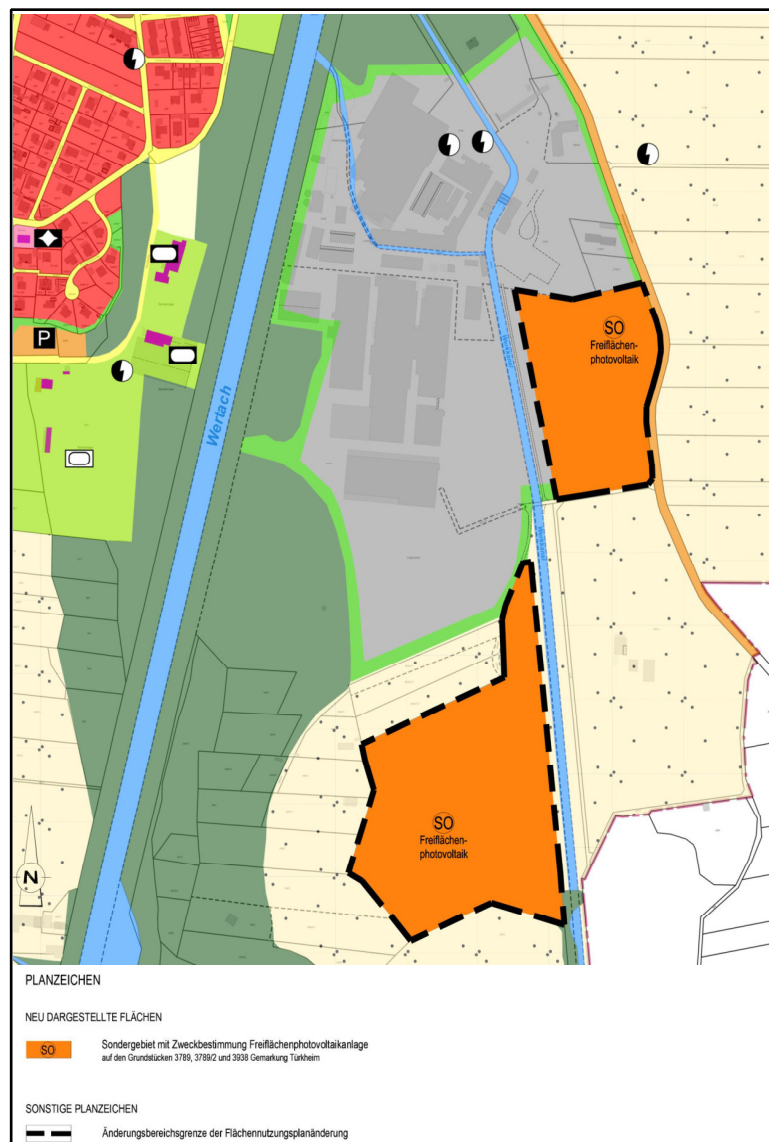 P
Wertach
SO
Freiflächen-
photovoltaik
SO
Freiflächen-
photovoltaik
N
PLANZEICHEN
NEU DARGESTELLTE FLÄCHEN
SO
Sondergebiet mit Zweckbestimmung Freiflächenphotovoltaikanlage
auf den Grundstücken 3789, 3789/2 und 3938 Gemarkung Türkheim
SONSTIGE PLANZEICHEN
Änderungsbereichsgrenze der Flächennutzungsplanänderung